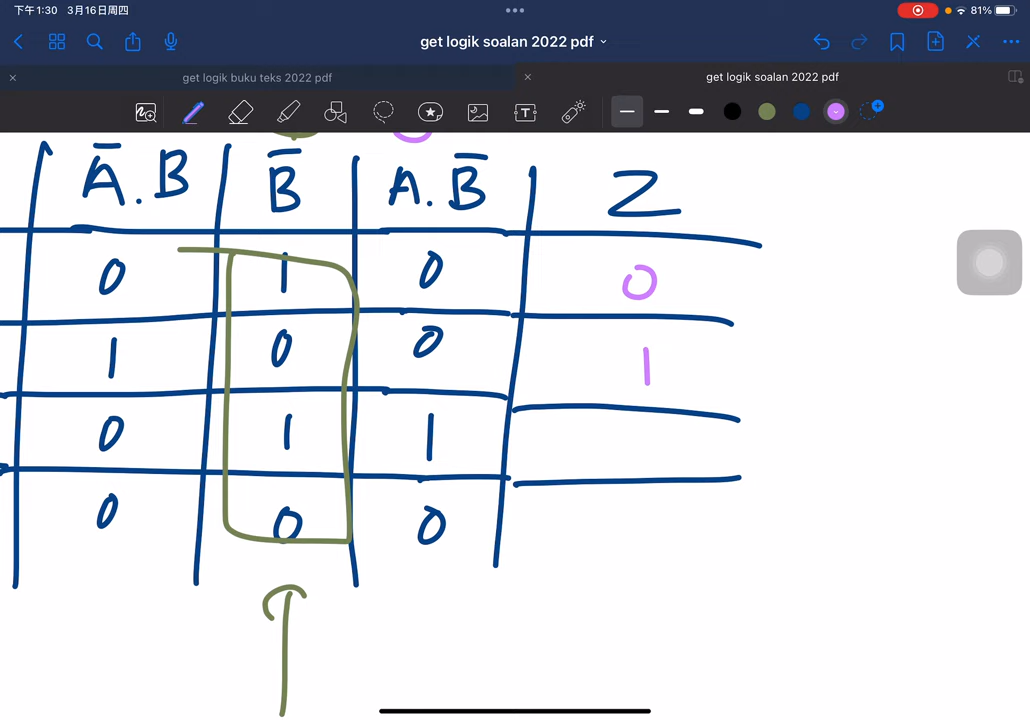 下午1:30 3月16日周四
81%
get logik soalan 2022 pdf
get logik buku teks 2022 pdf
get logik soalan 2022 pdf
A̅.B B̅ A.B̅ Z
0 1 0 0
1 0 0 1
0 1 1
0 0 0